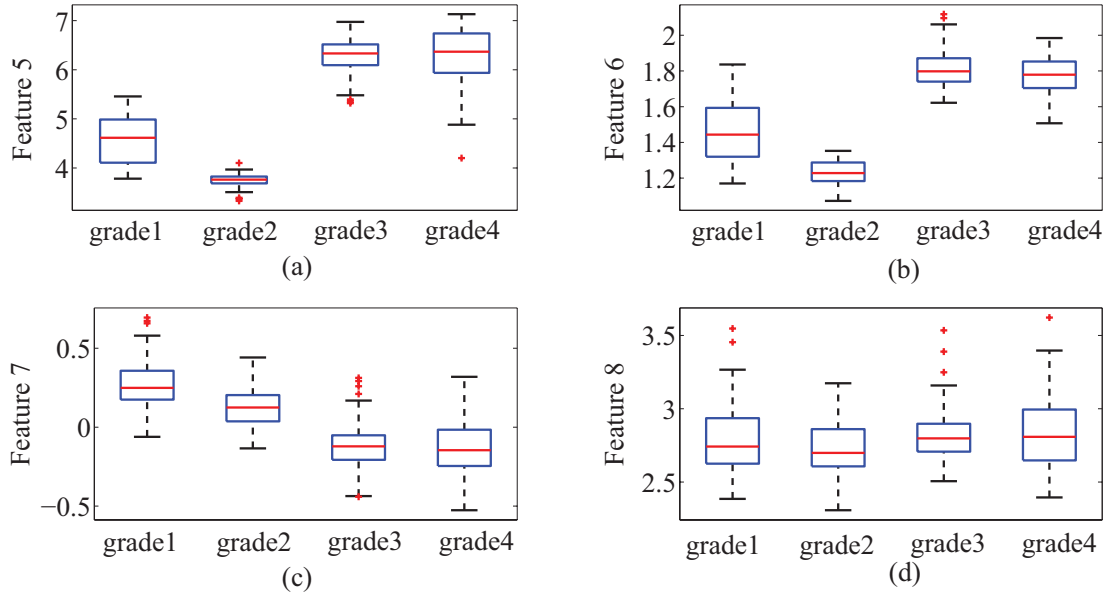 Feature 5
7
6
5
4
grade1 grade2 grade3 grade4
(a)
Feature 6
2
1.8
1.6
1.4
1.2
grade1 grade2 grade3 grade4
(b)
Feature 7
0.5
0
−0.5
grade1 grade2 grade3 grade4
(c)
Feature 8
3.5
3
2.5
grade1 grade2 grade3 grade4
(d)